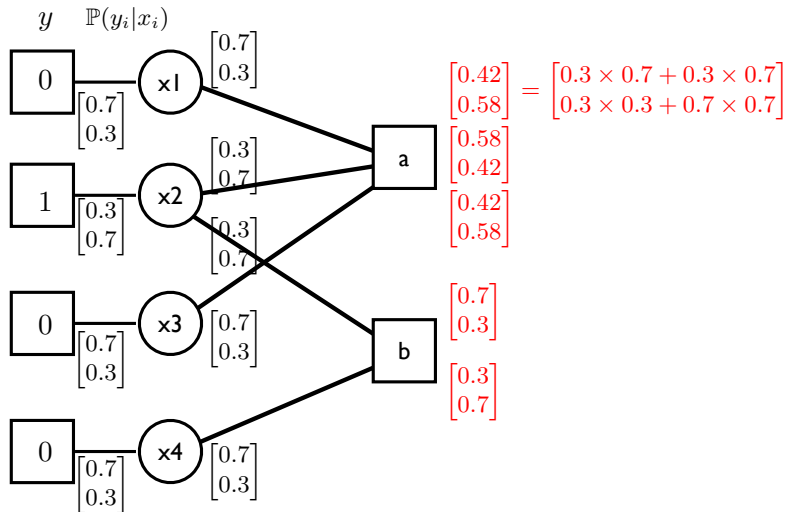 y P(y_i|x_i)
0 [0.7 0.3] x1 [0.7 0.3]
1 [0.3 0.7] x2 [0.3 0.7] [0.3 0.7]
0 [0.7 0.3] x3 [0.7 0.3]
0 [0.7 0.3] x4 [0.7 0.3]
a
[0.42 0.58] = [0.3 × 0.7 + 0.3 × 0.7 0.3 × 0.3 + 0.7 × 0.7]
[0.58 0.42]
[0.42 0.58]
b
[0.7 0.3]
[0.3 0.7]